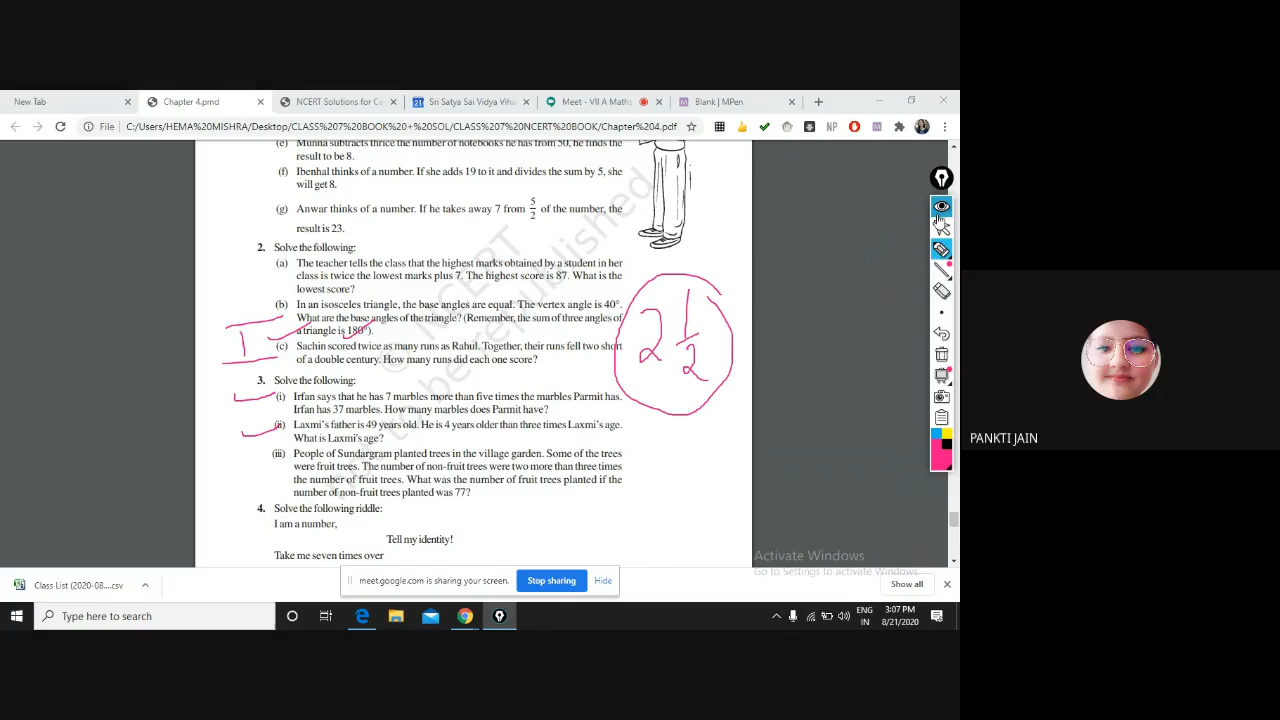 New Tab
Chapter 4.pmd
NCERT Solutions for Ca
21
Sri Satya Sai Vidya Viha
Meet - VII A Maths
Blank | MPen
File
C:/Users/HEMA%20MISHRA/Desktop/CLASS%207%20BOOK%20+%20SOL/CLASS%207%20NCERT%20BOOK/Chapter%204.pdf
NP
(e) Munna subtracts thrice the number of notebooks he has from 50, he finds the
result to be 8.
(f) Ibenhal thinks of a number. If she adds 19 to it and divides the sum by 5, she
will get 8.
(g) Anwar thinks of a number. If he takes away 7 from 5/2 of the number, the
result is 23.
2. Solve the following:
(a) The teacher tells the class that the highest marks obtained by a student in her
class is twice the lowest marks plus 7. The highest score is 87. What is the
lowest score?
(b) In an isosceles triangle, the base angles are equal. The vertex angle is 40°.
What are the base angles of the triangle? (Remember, the sum of three angles of
a triangle is 180°).
(c) Sachin scored twice as many runs as Rahul. Together, their runs fell two short
of a double century. How many runs did each one score?
I
2 1/2
3. Solve the following:
(i) Irfan says that he has 7 marbles more than five times the marbles Parmit has.
Irfan has 37 marbles. How many marbles does Parmit have?
(ii) Laxmi's father is 49 years old. He is 4 years older than three times Laxmi's age.
What is Laxmi's age?
(iii) People of Sundargram planted trees in the village garden. Some of the trees
were fruit trees. The number of non-fruit trees were two more than three times
the number of fruit trees. What was the number of fruit trees planted if the
number of non-fruit trees planted was 77?
4. Solve the following riddle:
I am a number,
Tell my identity!
Take me seven times over
© NCERT
not to be republished
PANKTI JAIN
Activate Windows
Go to Settings to activate Windows.
meet.google.com is sharing your screen.
Stop sharing
Hide
Class List (2020-08....csv
Show all
Type here to search
ENG
IN
3:07 PM
8/21/2020